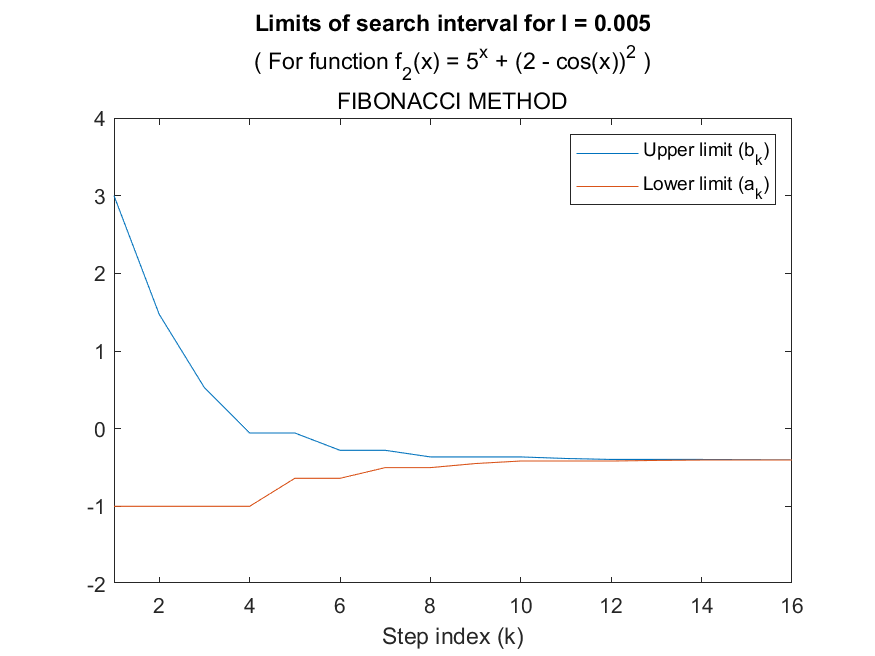 Limits of search interval for l = 0.005
( For function f₂(x) = 5ˣ + (2 - cos(x))² )
FIBONACCI METHOD
4
Upper limit (bₖ)
Lower limit (aₖ)
3
2
1
0
-1
-2
2 4 6 8 10 12 14 16
Step index (k)